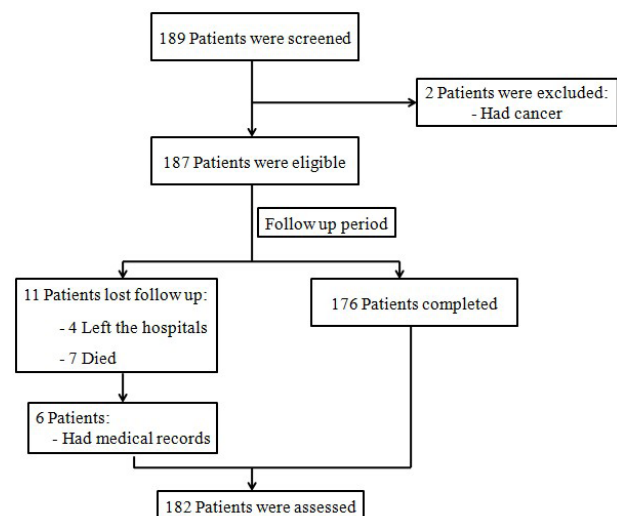 189 Patients were screened
2 Patients were excluded:
- Had cancer
187 Patients were eligible
Follow up period
11 Patients lost follow up:
- 4 Left the hospitals
- 7 Died
176 Patients completed
6 Patients:
- Had medical records
182 Patients were assessed